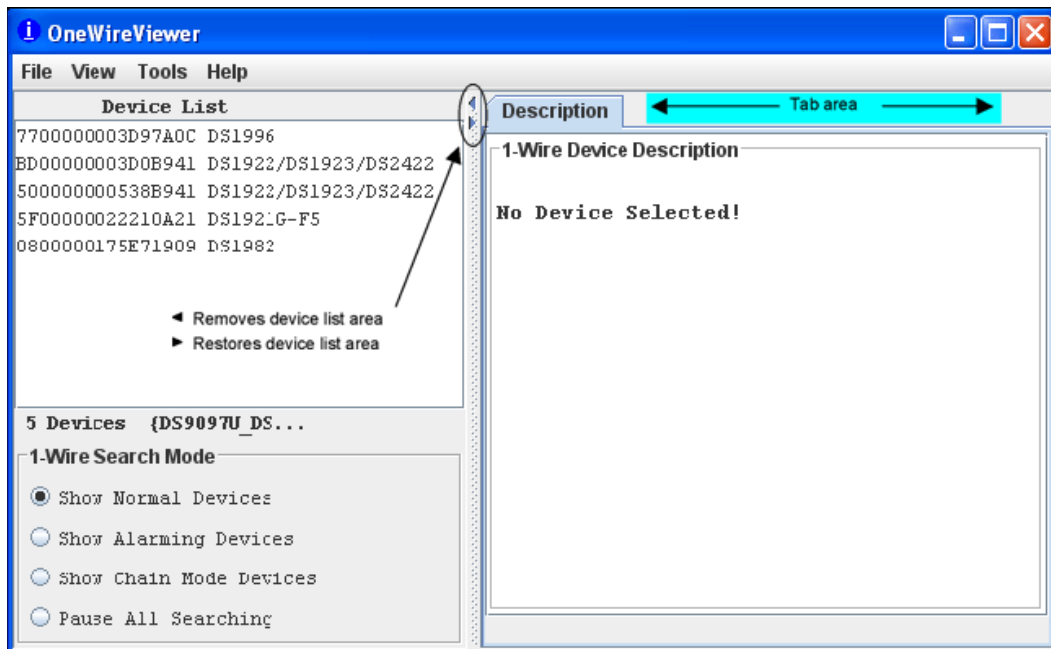 OneWireViewer
File View Tools Help
Device List
7700000003D97A0C DS1996
BD00000003D0B941 DS1922/DS1923/DS2422
500000000538B941 DS1922/DS1923/DS2422
5F00000022210A21 DS1921G-F5
0800000175E71909 DS1982
◄ Removes device list area
► Restores device list area
5 Devices {DS9097U_DS...
1-Wire Search Mode
Show Normal Devices
Show Alarming Devices
Show Chain Mode Devices
Pause All Searching
Description
Tab area
1-Wire Device Description
No Device Selected!